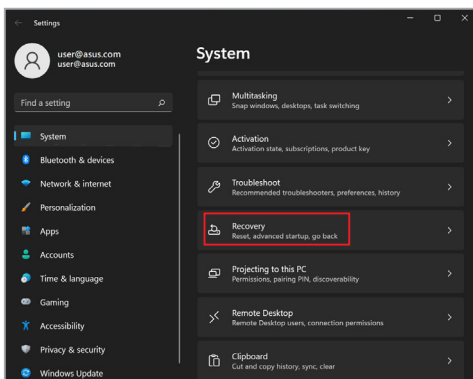 Settings
user@asus.com
user@asus.com
Find a setting
System
Bluetooth & devices
Network & internet
Personalization
Apps
Accounts
Time & language
Gaming
Accessibility
Privacy & security
Windows Update
System
Multitasking
Snap windows, desktops, task switching
Activation
Activation state, subscriptions, product key
Troubleshoot
Recommended troubleshooters, preferences, history
Recovery
Reset, advanced startup, go back
Projecting to this PC
Permissions, pairing PIN, discoverability
Remote Desktop
Remote Desktop users, connection permissions
Clipboard
Cut and copy history, sync, clear